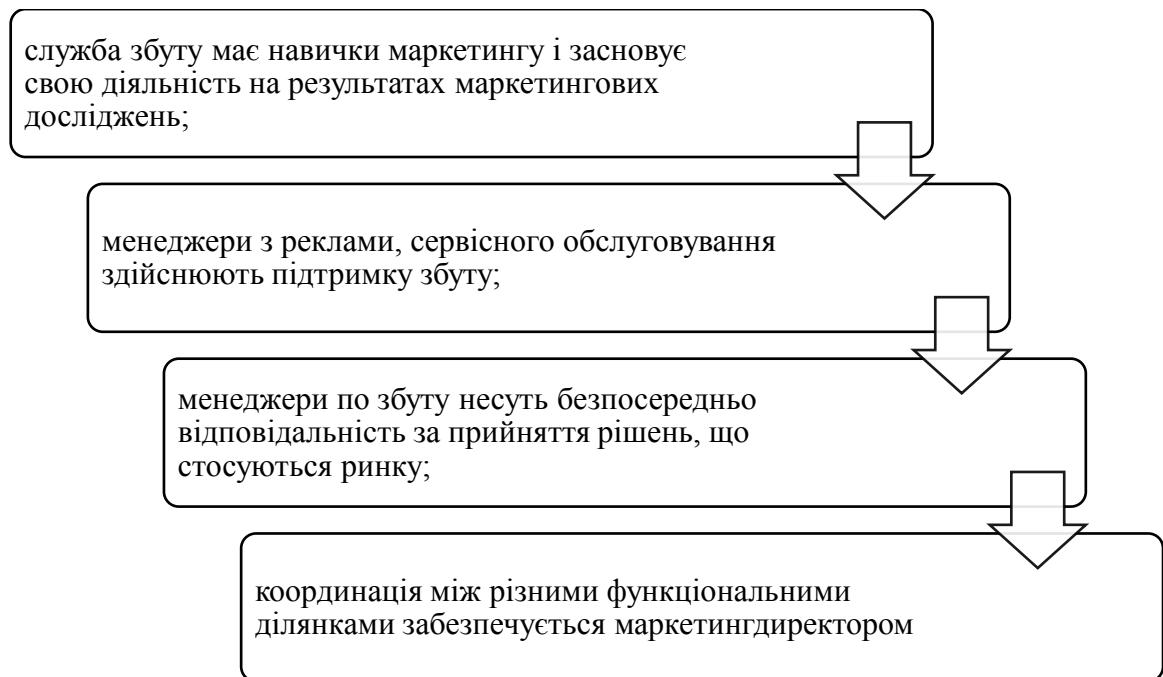 служба збуту має навички маркетингу і засновує
свою діяльність на результатах маркетингових
досліджень;
менеджери з реклами, сервісного обслуговування
здійснюють підтримку збуту;
менеджери по збуту несуть безпосередньо
відповідальність за прийняття рішень, що
стосуються ринку;
координація між різними функціональними
ділянками забезпечується маркетингдиректором